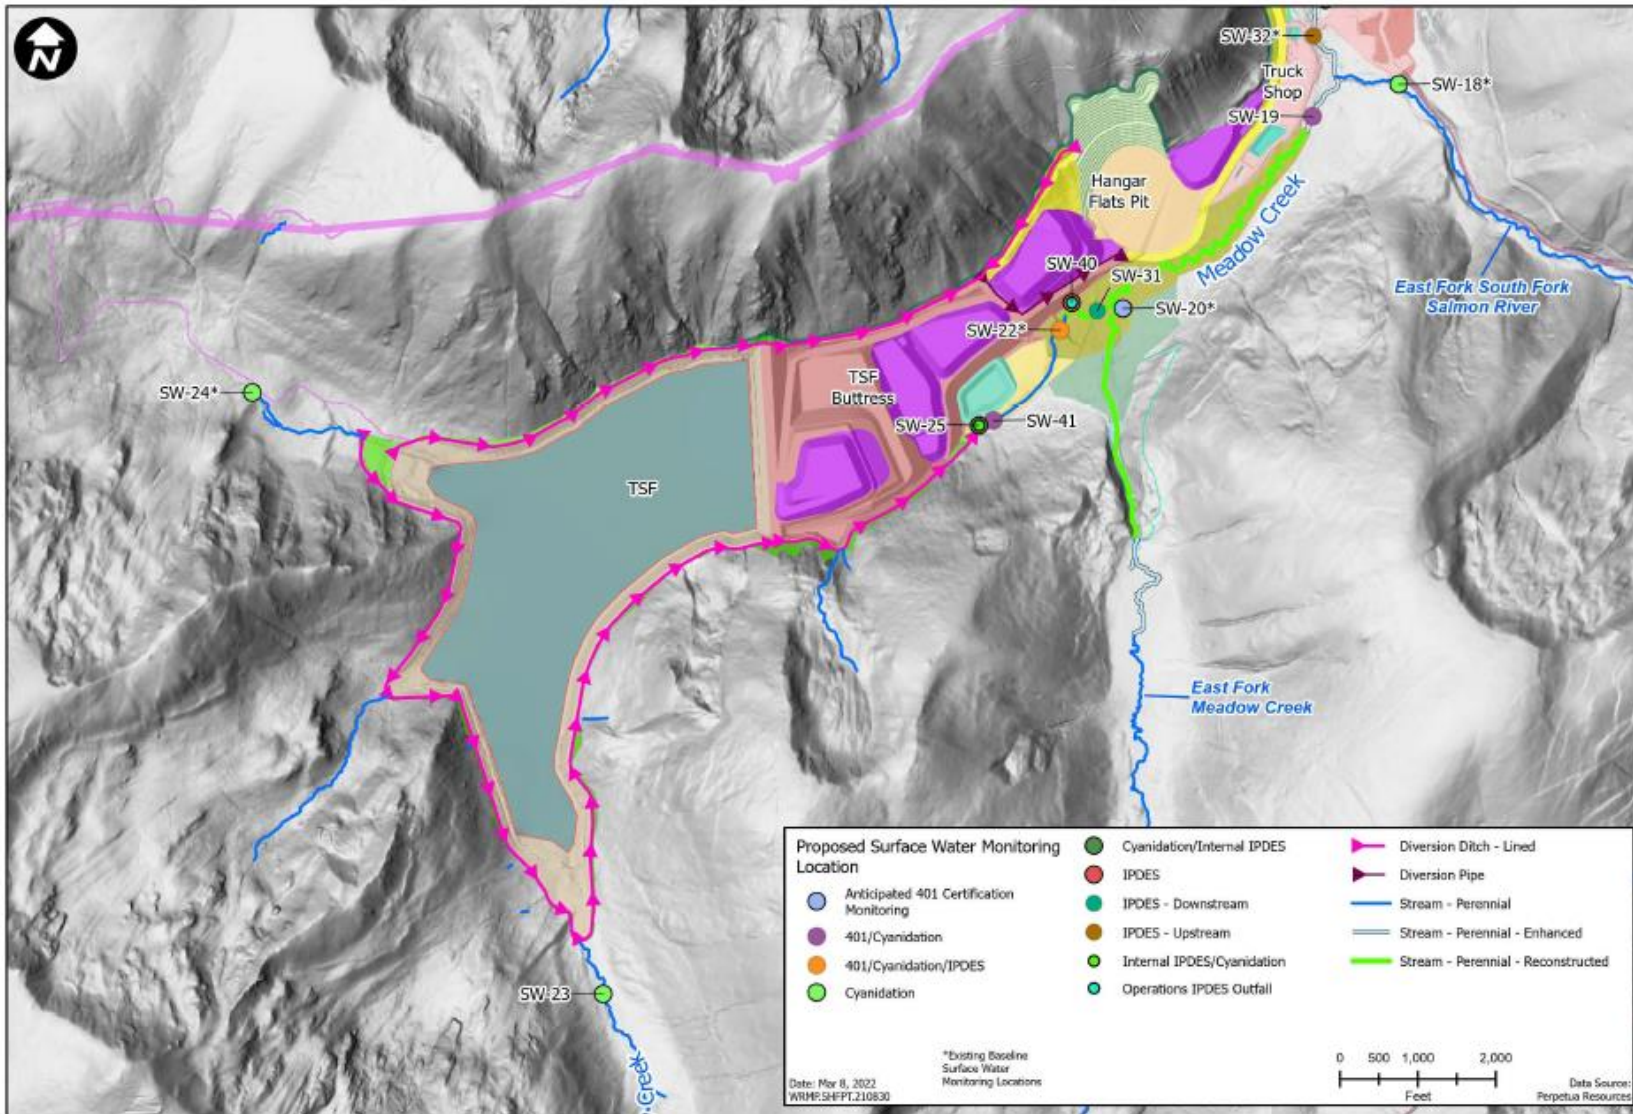 N
SW-32*
Truck
Shop
SW-18*
SW-19
Hangar
Flats Pit
Meadow Creek
SW-40
SW-31
East Fork South Fork
Salmon River
SW-20*
SW-22*
SW-24*
TSF
Buttress
SW-25
SW-41
TSF
East Fork
Meadow Creek
SW-23
Creek
Proposed Surface Water Monitoring
Location
Anticipated 401 Certification
Monitoring
401/Cyanidation
401/Cyanidation/IPDES
Cyanidation
Cyanidation/Internal IPDES
IPDES
IPDES - Downstream
IPDES - Upstream
Internal IPDES/Cyanidation
Operations IPDES Outfall
Diversion Ditch - Lined
Diversion Pipe
Stream - Perennial
Stream - Perennial - Enhanced
Stream - Perennial - Reconstructed
*Existing Baseline
Surface Water
Monitoring Locations
Date: Mar 8, 2022
WRMP.SHFPT.210830
0 500 1,000 2,000
Feet
Data Source:
Perpetua Resources